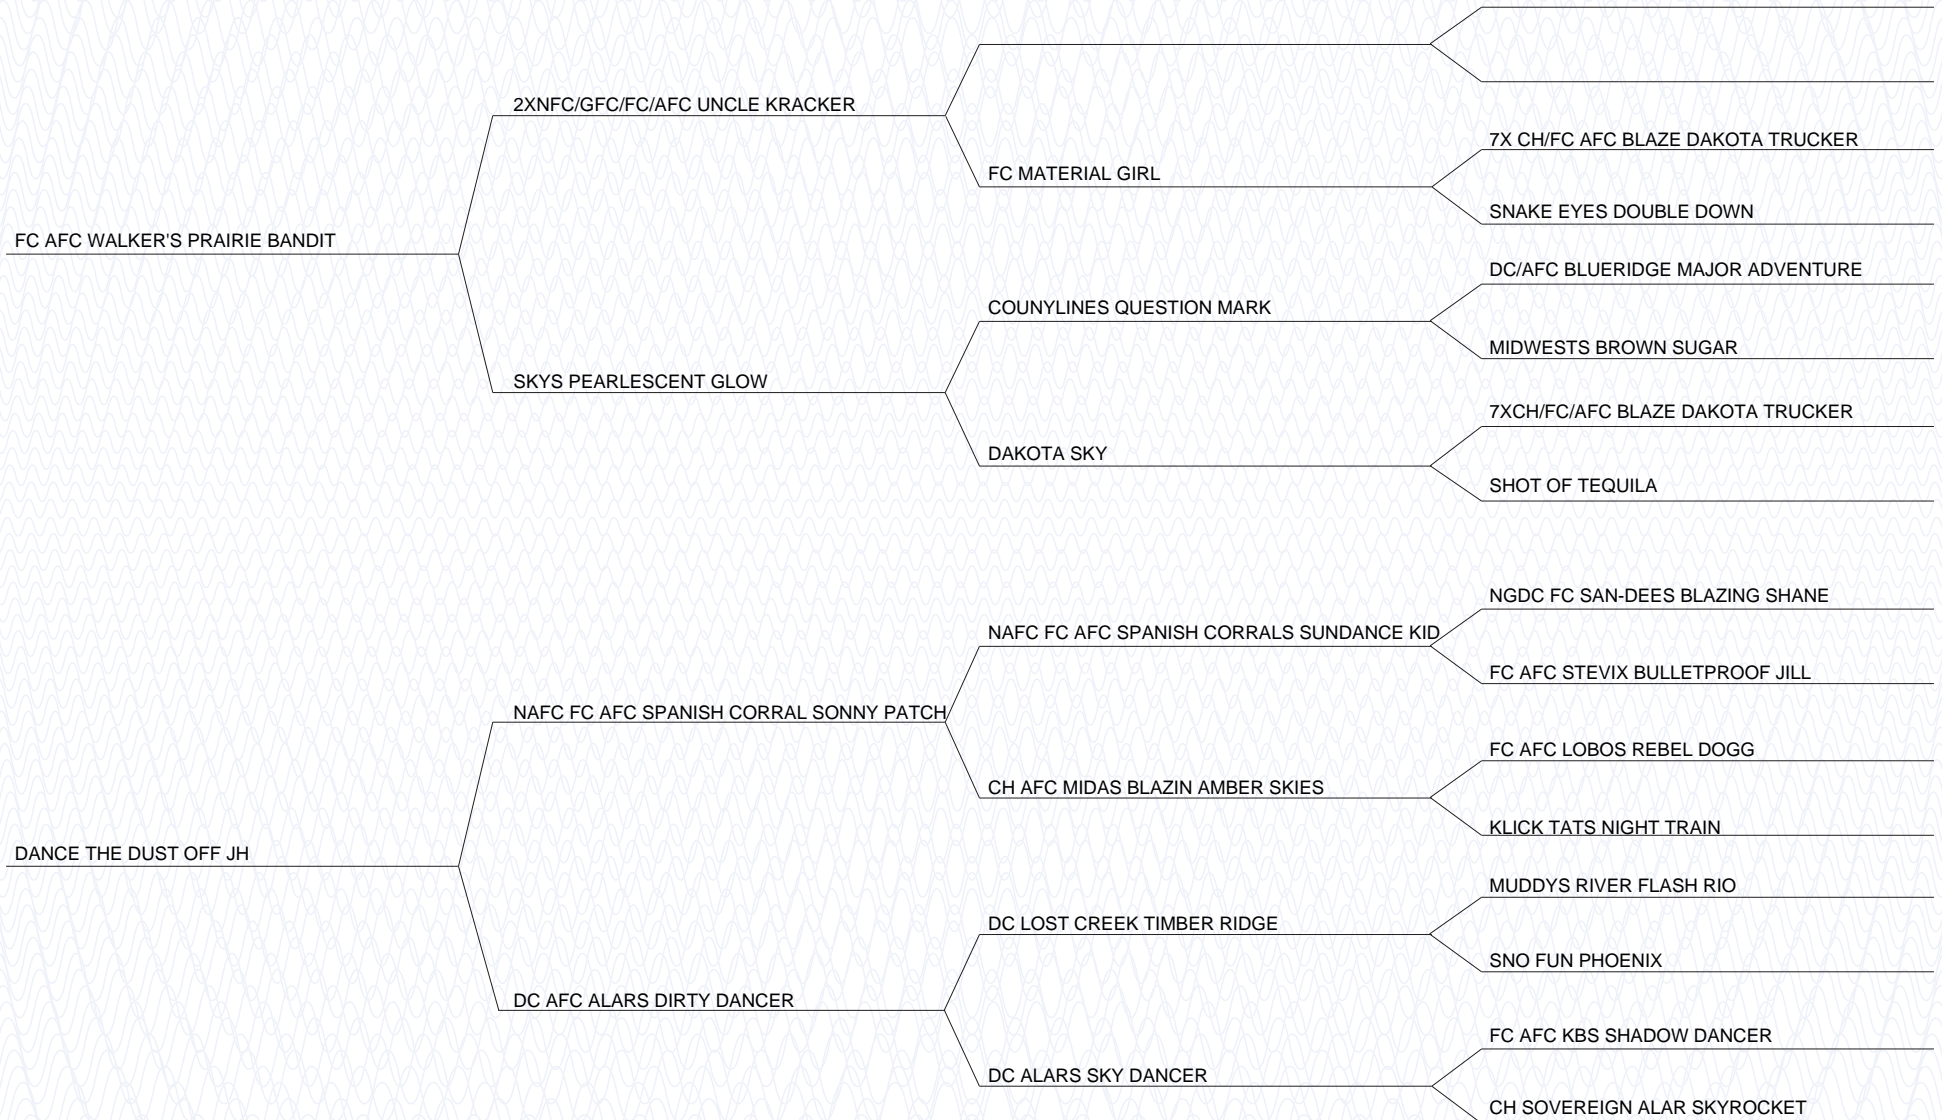 2XNFC/GFC/FC/AFC UNCLE KRACKER
7X CH/FC AFC BLAZE DAKOTA TRUCKER
FC MATERIAL GIRL
SNAKE EYES DOUBLE DOWN
FC AFC WALKER'S PRAIRIE BANDIT
DC/AFC BLUERIDGE MAJOR ADVENTURE
COUNYLINES QUESTION MARK
MIDWESTS BROWN SUGAR
SKYS PEARLESCENT GLOW
7XCH/FC/AFC BLAZE DAKOTA TRUCKER
DAKOTA SKY
SHOT OF TEQUILA
NGDC FC SAN-DEES BLAZING SHANE
NAFC FC AFC SPANISH CORRALS SUNDANCE KID
FC AFC STEVIX BULLETPROOF JILL
NAFC FC AFC SPANISH CORRAL SONNY PATCH
FC AFC LOBOS REBEL DOGG
CH AFC MIDAS BLAZIN AMBER SKIES
KLICK TATS NIGHT TRAIN
DANCE THE DUST OFF JH
MUDDYS RIVER FLASH RIO
DC LOST CREEK TIMBER RIDGE
SNO FUN PHOENIX
DC AFC ALARS DIRTY DANCER
FC AFC KBS SHADOW DANCER
DC ALARS SKY DANCER
CH SOVEREIGN ALAR SKYROCKET